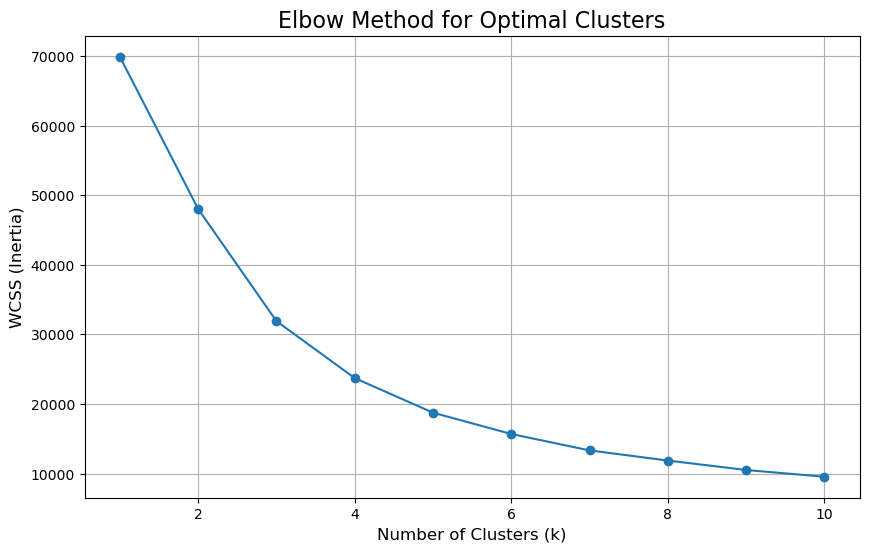 Elbow Method for Optimal Clusters
WCSS (Inertia)
70000
60000
50000
40000
30000
20000
10000
2 4 6 8 10
Number of Clusters (k)